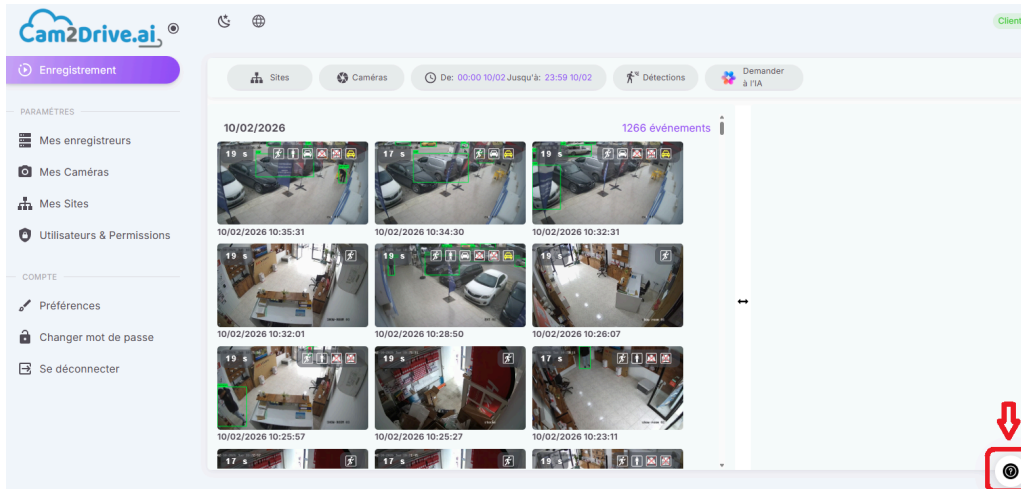 Cam2Drive.ai
Client
Enregistrement
Sites
Caméras
De: 00:00 10/02 Jusqu'à: 23:59 10/02
Détections
Demander
à l'IA
PARAMÈTRES
Mes enregistreurs
Mes Caméras
Mes Sites
Utilisateurs & Permissions
COMPTE
Préférences
Changer mot de passe
Se déconnecter
10/02/2026
1266 événements
19 s
17 s
19 s
10/02/2026 10:35:31
10/02/2026 10:34:30
10/02/2026 10:32:31
19 s
19 s
19 s
10/02/2026 10:32:01
10/02/2026 10:28:50
10/02/2026 10:26:07
19 s
19 s
17 s
10/02/2026 10:25:57
10/02/2026 10:25:27
10/02/2026 10:23:11
17 s
17 s
19 s